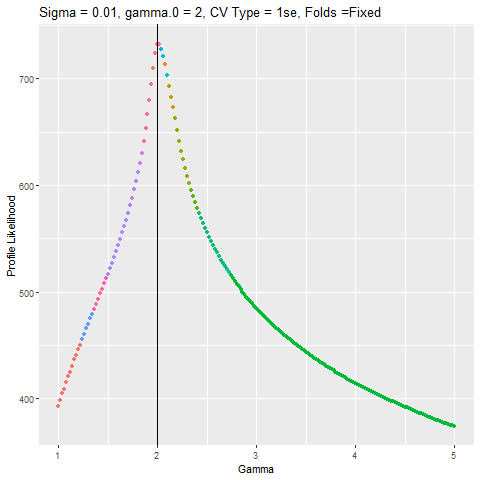 Sigma = 0.01, gamma.0 = 2, CV Type = 1se, Folds =Fixed
Profile Likelihood
700
600
500
400
1 2 3 4 5
Gamma